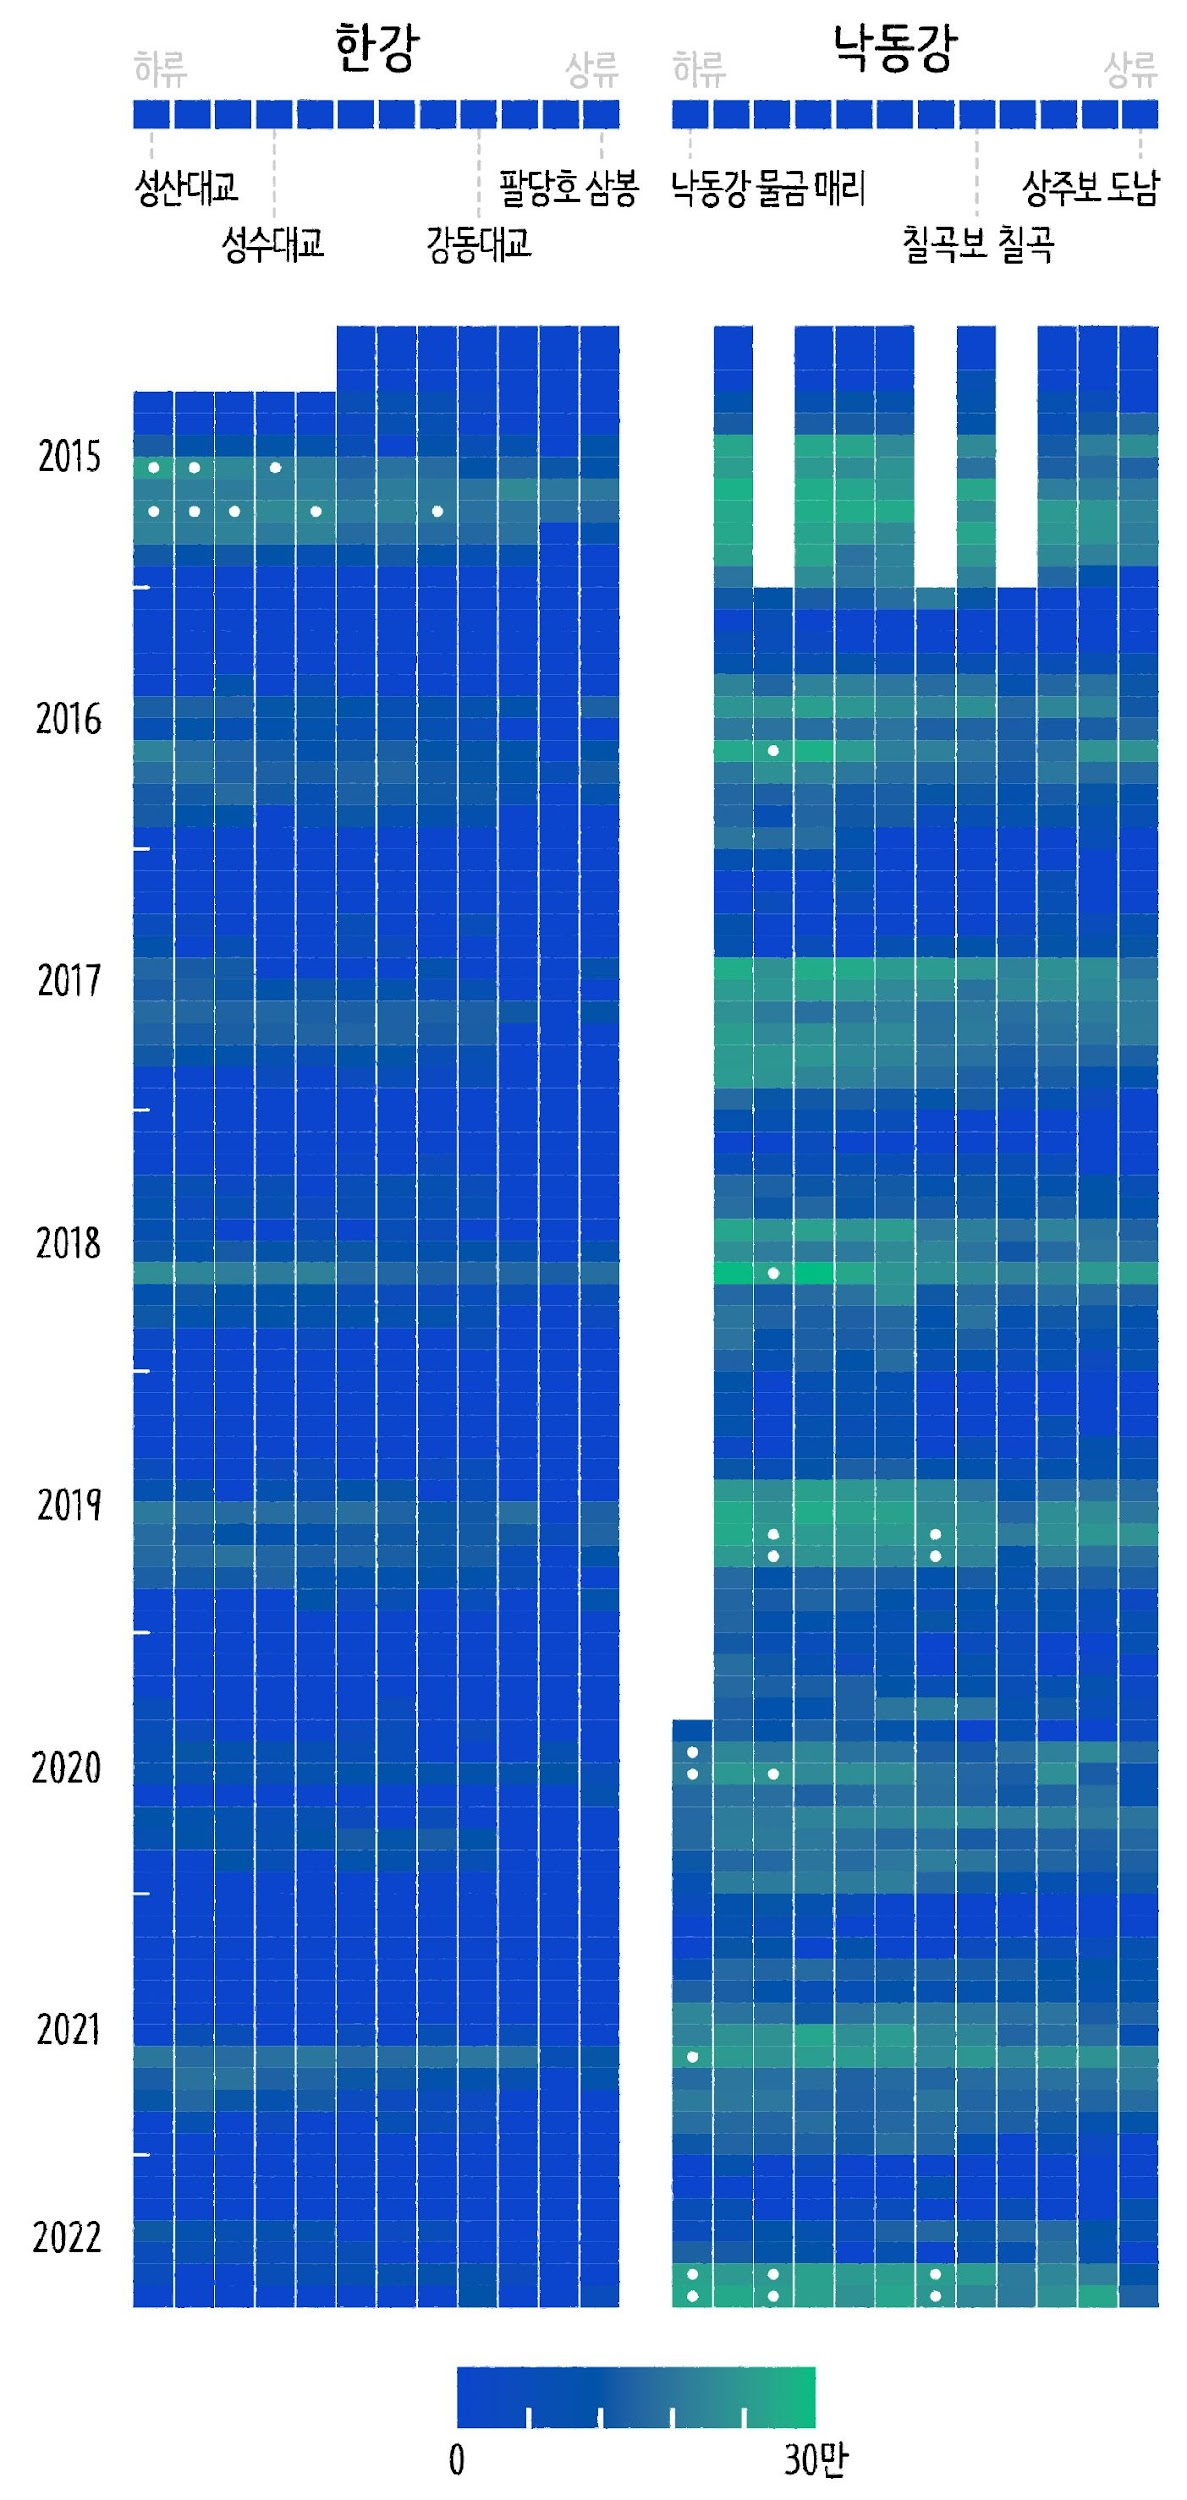 한강
낙동강
하류
상류
하류
상류
성산대교
팔당호 삼봉
낙동강 물금 매리
상주보 도남
성수대교
강동대교
칠곡보 칠곡
2015
2016
2017
2018
2019
2020
2021
2022
0
30만